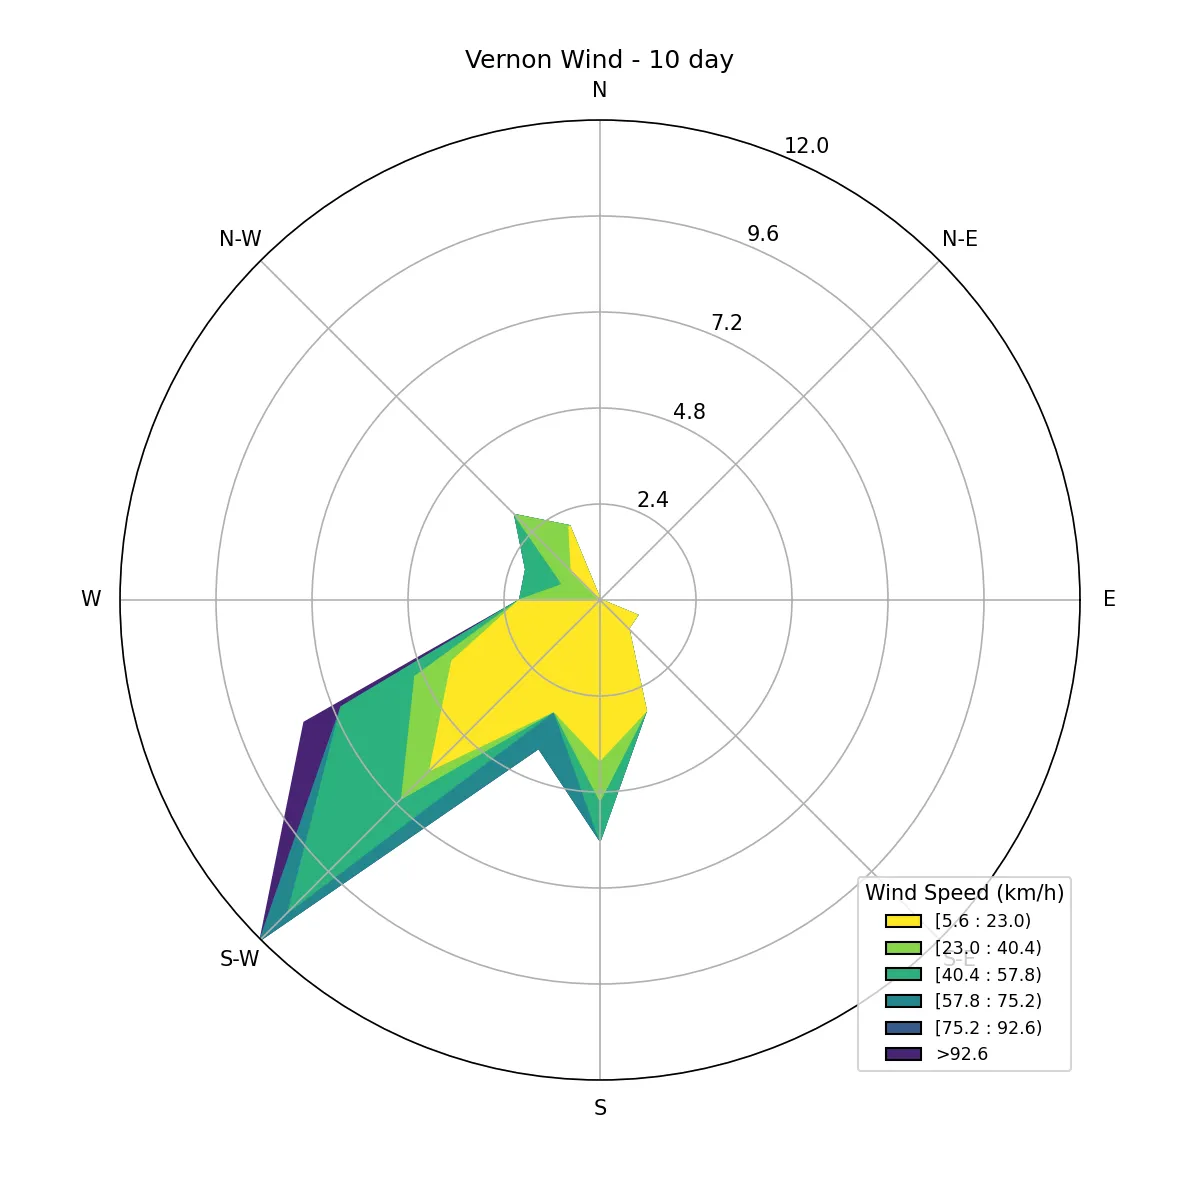 Vernon Wind - 10 day
N
12.0
N-W
N-E
9.6
7.2
4.8
2.4
W
E
S-W
S-E
S
Wind Speed (km/h)
[5.6 : 23.0)
[23.0 : 40.4)
[40.4 : 57.8)
[57.8 : 75.2)
[75.2 : 92.6)
>92.6